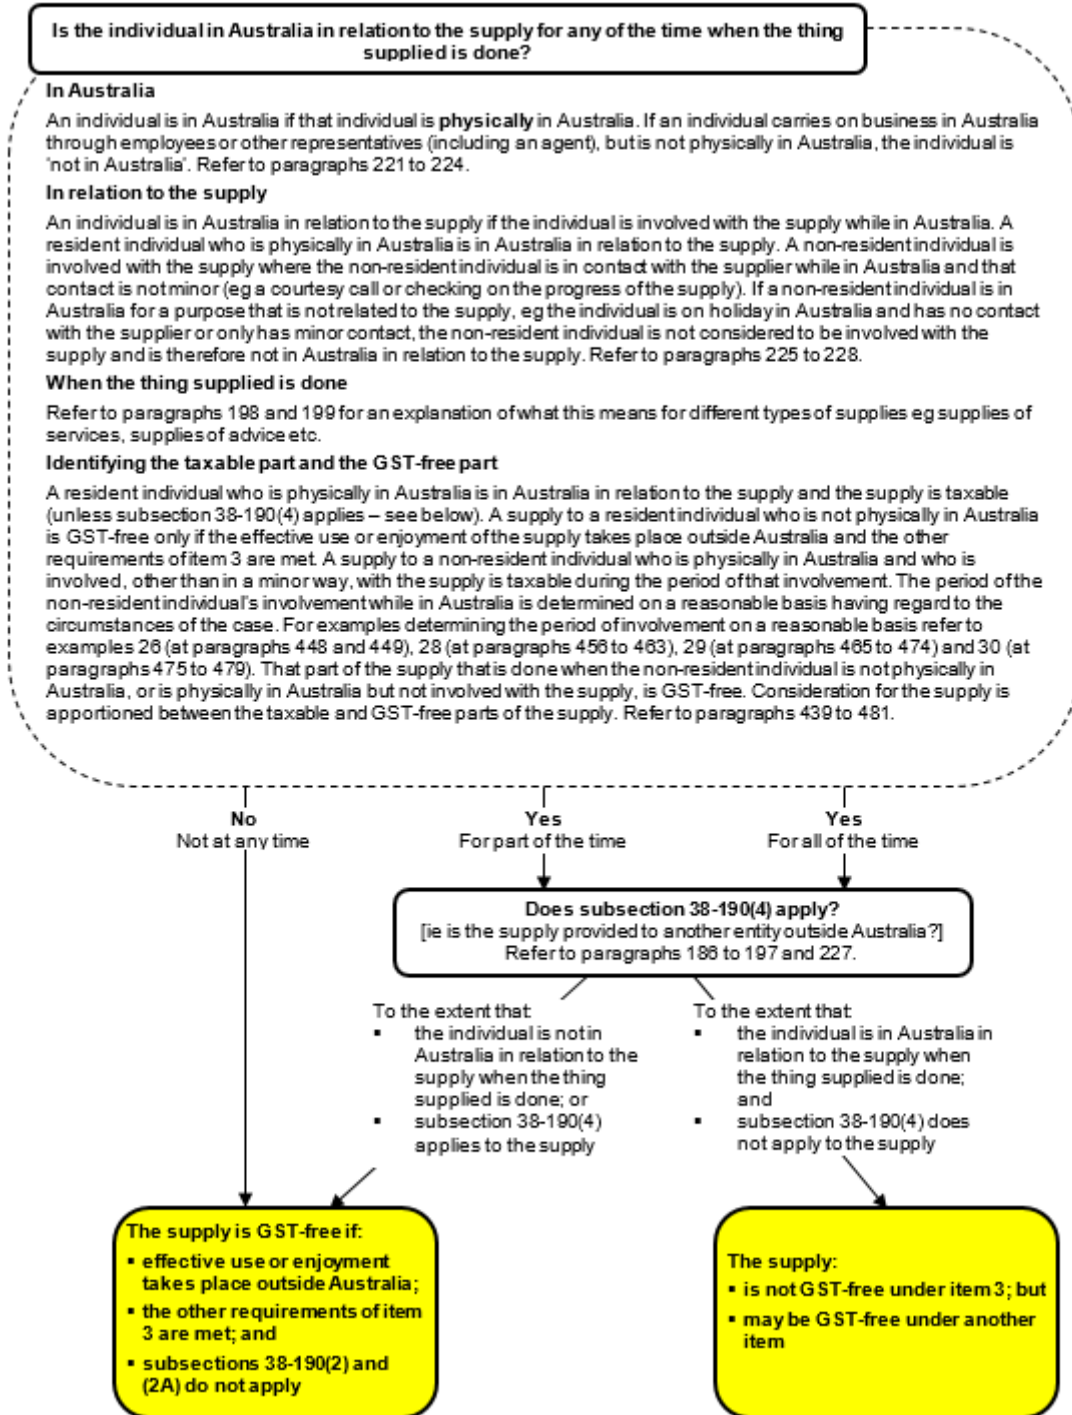 Is the individual in Australia in relation to the supply for any of the time when the thing
supplied is done?
In Australia
An individual is in Australia if that individual is physically in Australia. If an individual carries on business in Australia
through employees or other representatives (including an agent), but is not physically in Australia, the individual is
'not in Australia'. Refer to paragraphs 221 to 224.
In relation to the supply
An individual is in Australia in relation to the supply if the individual is involved with the supply while in Australia. A
resident individual who is physically in Australia is in Australia in relation to the supply. A non-resident individual is
involved with the supply where the non-resident individual is in contact with the supplier while in Australia and that
contact is not minor (eg a courtesy call or checking on the progress of the supply). If a non-resident individual is in
Australia for a purpose that is not related to the supply, eg the individual is on holiday in Australia and has no contact
with the supplier or only has minor contact, the non-resident individual is not considered to be involved with the
supply and is therefore not in Australia in relation to the supply. Refer to paragraphs 225 to 228.
When the thing supplied is done
Refer to paragraphs 198 and 199 for an explanation of what this means for different types of supplies eg supplies of
services, supplies of advice etc.
Identifying the taxable part and the GST-free part
A resident individual who is physically in Australia is in Australia in relation to the supply and the supply is taxable
(unless subsection 38-190(4) applies – see below). A supply to a resident individual who is not physically in Australia
is GST-free only if the effective use or enjoyment of the supply takes place outside Australia and the other
requirements of item 3 are met. A supply to a non-resident individual who is physically in Australia and who is
involved, other than in a minor way, with the supply is taxable during the period of that involvement. The period of the
non-resident individual's involvement while in Australia is determined on a reasonable basis having regard to the
circumstances of the case. For examples determining the period of involvement on a reasonable basis refer to
examples 26 (at paragraphs 448 and 449), 28 (at paragraphs 456 to 463), 29 (at paragraphs 465 to 474) and 30 (at
paragraphs 475 to 479). That part of the supply that is done when the non-resident individual is not physically in
Australia, or is physically in Australia but not involved with the supply, is GST-free. Consideration for the supply is
apportioned between the taxable and GST-free parts of the supply. Refer to paragraphs 439 to 481.
No
Not at any time
Yes
For part of the time
Yes
For all of the time
Does subsection 38-190(4) apply?
[ie is the supply provided to another entity outside Australia?]
Refer to paragraphs 186 to 197 and 227.
To the extent that:
▪ the individual is not in
Australia in relation to the
supply when the thing
supplied is done; or
▪ subsection 38-190(4)
applies to the supply
To the extent that:
▪ the individual is in Australia in
relation to the supply when
the thing supplied is done;
and
▪ subsection 38-190(4) does
not apply to the supply
The supply is GST-free if:
▪ effective use or enjoyment
takes place outside Australia;
▪ the other requirements of item
3 are met; and
▪ subsections 38-190(2) and
(2A) do not apply
The supply:
▪ is not GST-free under item 3; but
▪ may be GST-free under another
item